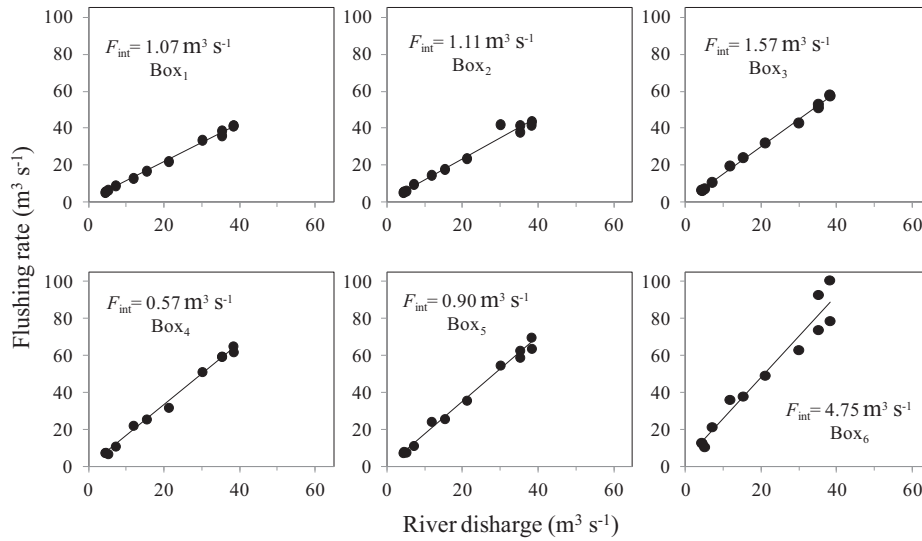 100
80
60
40
20
0
F_int = 1.07 m³ s⁻¹
Box₁
0 20 40 60
100
80
60
40
20
0
F_int = 1.11 m³ s⁻¹
Box₂
0 20 40 60
100
80
60
40
20
0
F_int = 1.57 m³ s⁻¹
Box₃
0 20 40 60
Flushing rate (m³ s⁻¹)
100
80
60
40
20
0
F_int = 0.57 m³ s⁻¹
Box₄
0 20 40 60
100
80
60
40
20
0
F_int = 0.90 m³ s⁻¹
Box₅
0 20 40 60
100
80
60
40
20
0
F_int = 4.75 m³ s⁻¹
Box₆
0 20 40 60
River disharge (m³ s⁻¹)